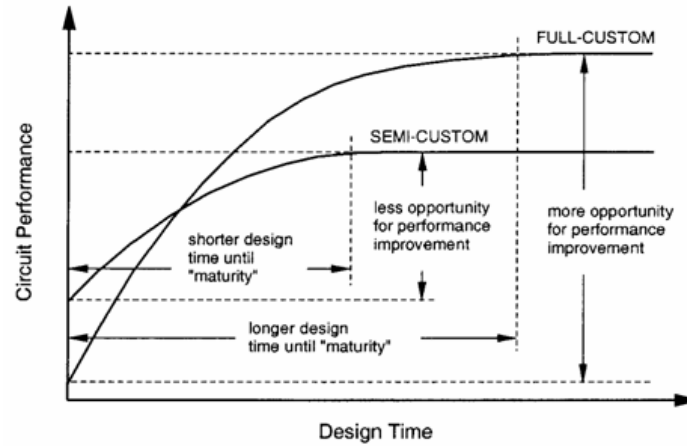 FULL-CUSTOM
SEMI-CUSTOM
Circuit Performance
less opportunity
for performance
improvement
more opportunity
for performance
improvement
shorter design
time until
"maturity"
longer design
time until "maturity"
Design Time